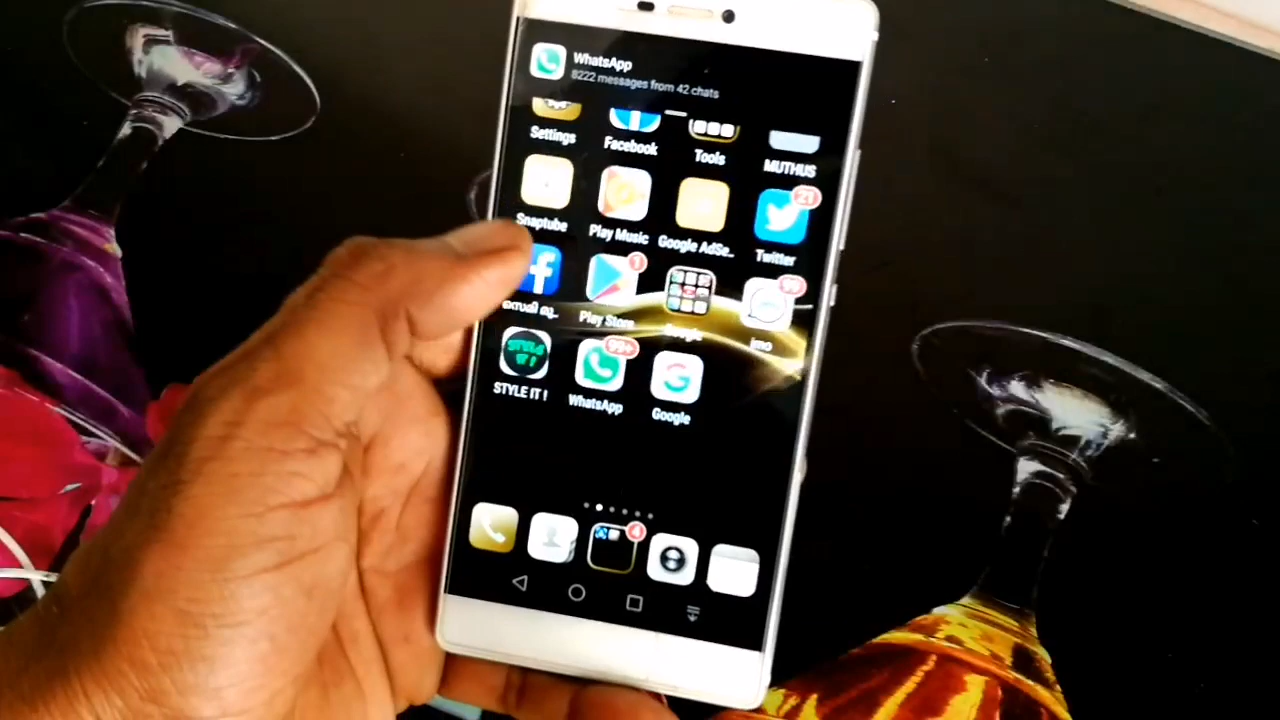 WhatsApp
8222 messages from 42 chats
Settings
Facebook
Tools
MUTHUS
Snaptube
Play Music
Google AdSe...
Twitter
21
Play Store
1
Google
imo
99
STYLE IT !
WhatsApp
99+
Google
4